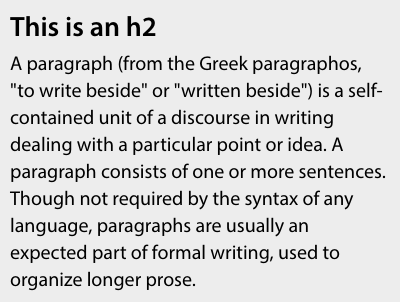 This is an h2
A paragraph (from the Greek paragraphos,
"to write beside" or "written beside") is a self-
contained unit of a discourse in writing
dealing with a particular point or idea. A
paragraph consists of one or more sentences.
Though not required by the syntax of any
language, paragraphs are usually an
expected part of formal writing, used to
organize longer prose.